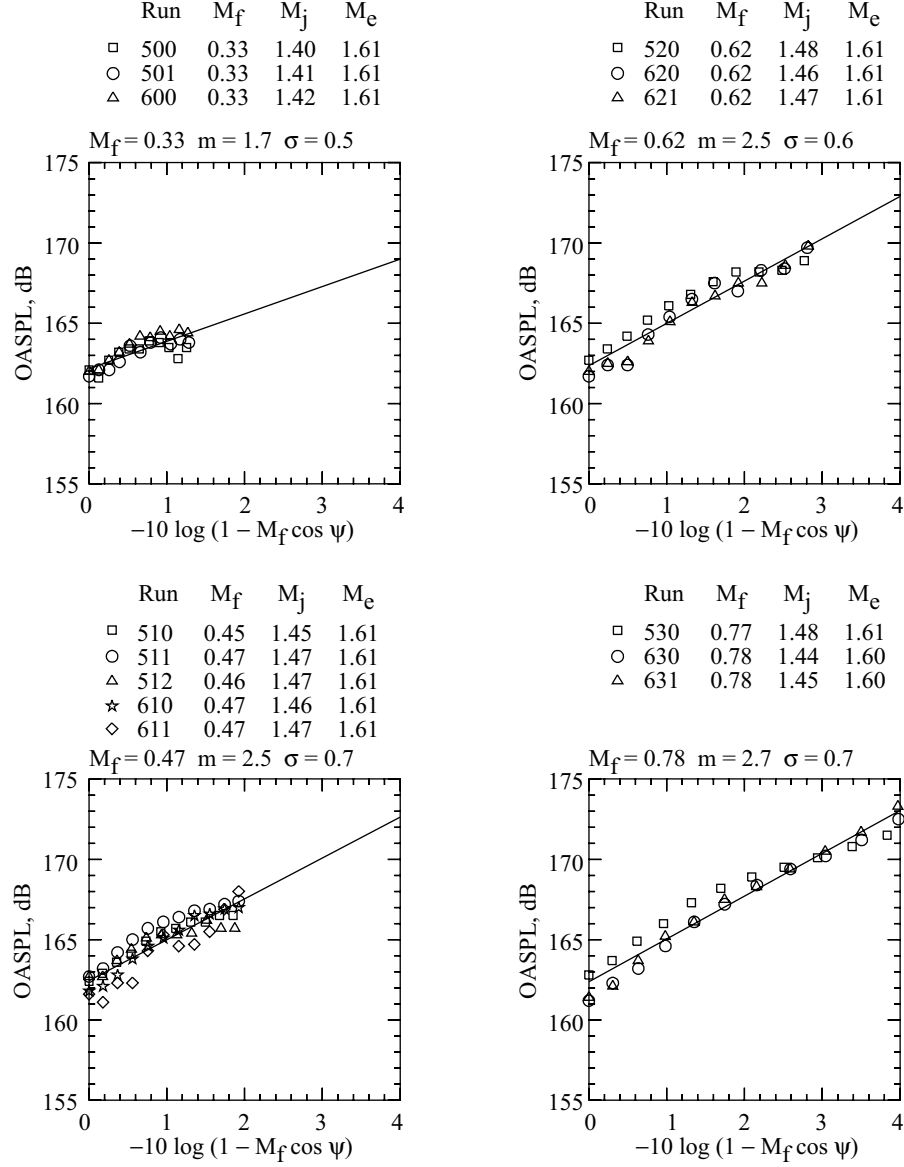 Run M_f M_j M_e
□ 500 0.33 1.40 1.61
○ 501 0.33 1.41 1.61
△ 600 0.33 1.42 1.61
M_f = 0.33 m = 1.7 σ = 0.5
175
170
165
160
155
OASPL, dB
0 1 2 3 4
−10 log (1 − M_f cos ψ)
Run M_f M_j M_e
□ 520 0.62 1.48 1.61
○ 620 0.62 1.46 1.61
△ 621 0.62 1.47 1.61
M_f = 0.62 m = 2.5 σ = 0.6
175
170
165
160
155
OASPL, dB
0 1 2 3 4
−10 log (1 − M_f cos ψ)
Run M_f M_j M_e
□ 510 0.45 1.45 1.61
○ 511 0.47 1.47 1.61
△ 512 0.46 1.47 1.61
☆ 610 0.47 1.46 1.61
◇ 611 0.47 1.47 1.61
M_f = 0.47 m = 2.5 σ = 0.7
175
170
165
160
155
OASPL, dB
0 1 2 3 4
−10 log (1 − M_f cos ψ)
Run M_f M_j M_e
□ 530 0.77 1.48 1.61
○ 630 0.78 1.44 1.60
△ 631 0.78 1.45 1.60
M_f = 0.78 m = 2.7 σ = 0.7
175
170
165
160
155
OASPL, dB
0 1 2 3 4
−10 log (1 − M_f cos ψ)